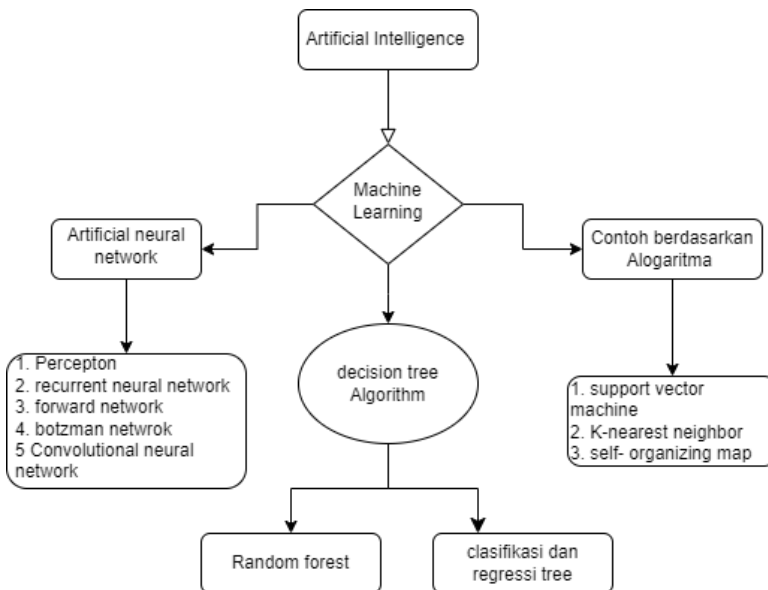 Artificial Intelligence
Machine
Learning
Artificial neural
network
Contoh berdasarkan
Alogaritma
1. Percepton
2. recurrent neural network
3. forward network
4. botzman netwrok
5 Convolutional neural
network
decision tree
Algorithm
1. support vector
machine
2. K-nearest neighbor
3. self- organizing map
Random forest
clasifikasi dan
regressi tree